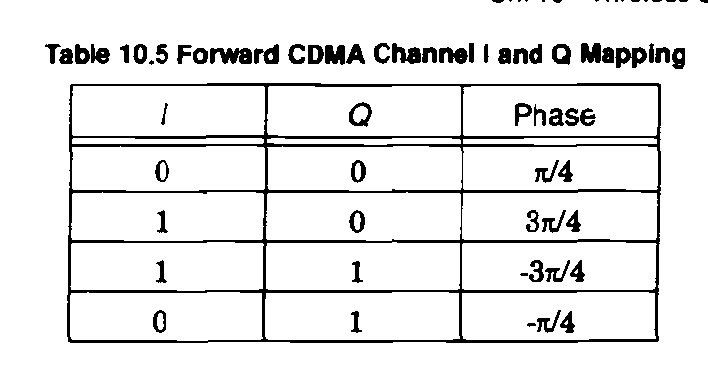 Table 10.5 Forward CDMA Channel I and Q Mapping
I Q Phase
0 0 π/4
1 0 3π/4
1 1 -3π/4
0 1 -π/4